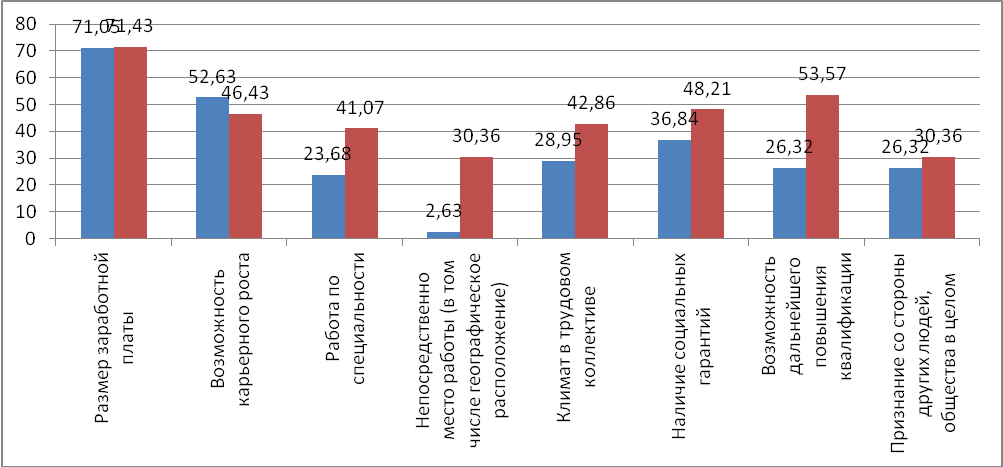 80
70
60
50
40
30
20
10
0
71,05
71,43
52,63
46,43
23,68
41,07
2,63
30,36
28,95
42,86
36,84
48,21
26,32
53,57
26,32
30,36
Размер заработной
платы
Возможность
карьерного роста
Работа по
специальности
Непосредственно
место работы (в том
числе географическое
расположение)
Климат в трудовом
коллективе
Наличие социальных
гарантий
Возможность
дальнейшего
повышения
квалификации
Признание со стороны
других людей,
общества в целом